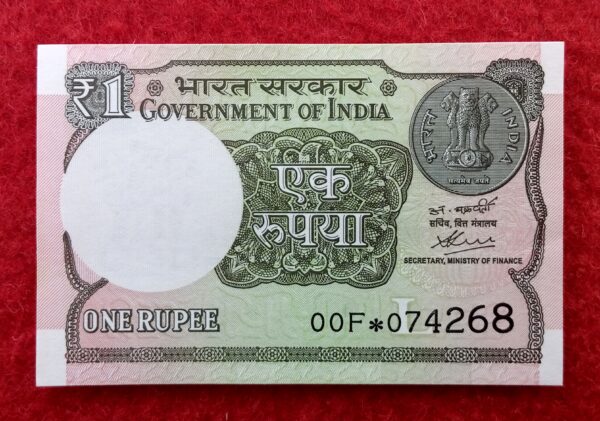 ₹1
भारत सरकार
GOVERNMENT OF INDIA
भारत INDIA
सत्यमेव जयते
एक
रुपया
सचिव, वित्त मंत्रालय
SECRETARY, MINISTRY OF FINANCE
ONE RUPEE
00F*074268